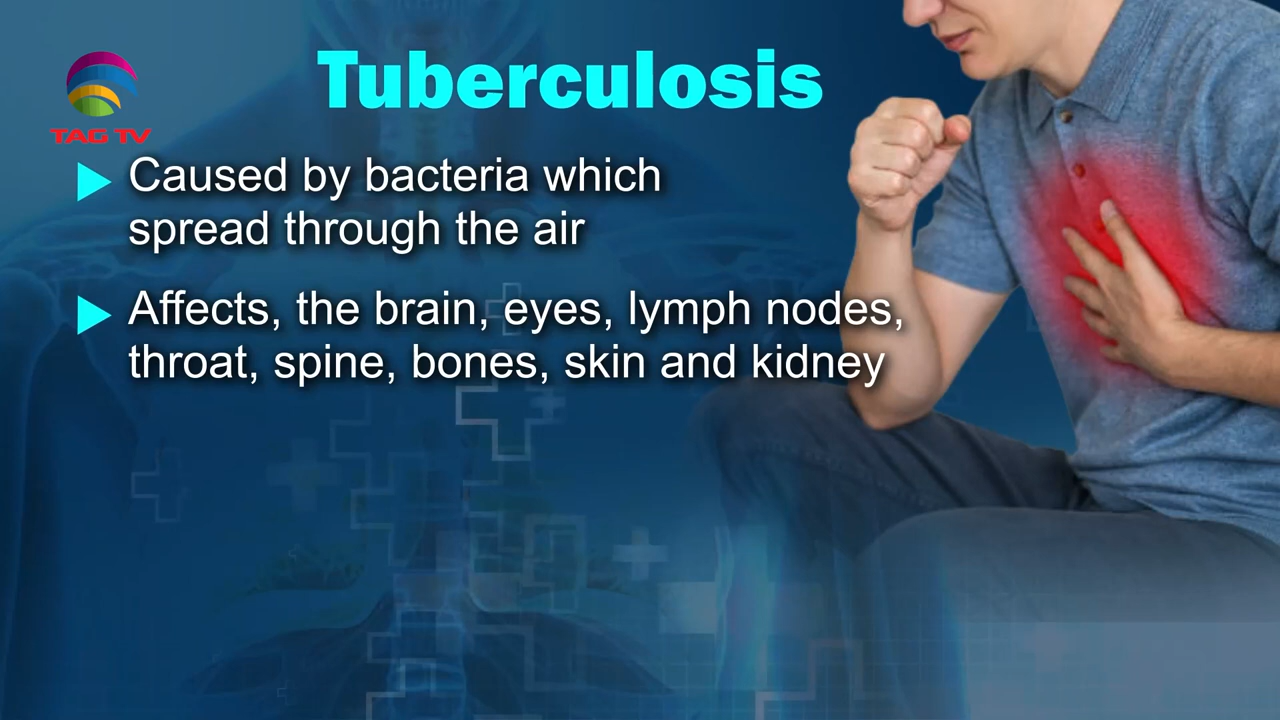 Tuberculosis
TAG TV
Caused by bacteria which
spread through the air
Affects, the brain, eyes, lymph nodes,
throat, spine, bones, skin and kidney